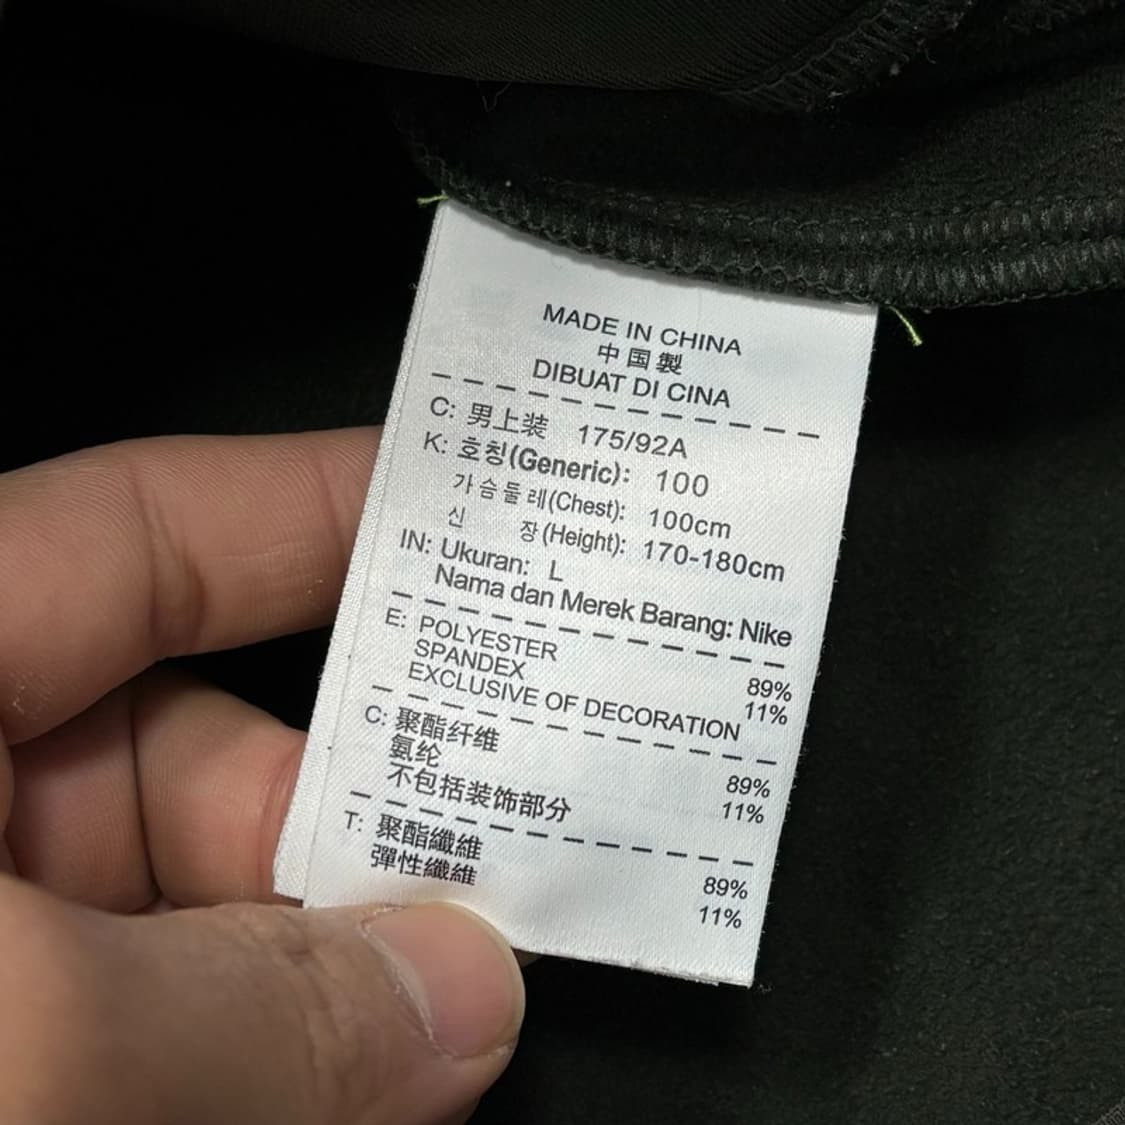 MADE IN CHINA
中国製
DIBUAT DI CINA
C: 男上装 175/92A
K: 호칭(Generic): 100
가슴둘레(Chest): 100cm
신 장(Height): 170-180cm
IN: Ukuran: L
Nama dan Merek Barang: Nike
E: POLYESTER 89%
SPANDEX 11%
EXCLUSIVE OF DECORATION
C: 聚酯纤维 89%
氨纶 11%
不包括装饰部分
T: 聚酯纖維 89%
彈性纖維 11%